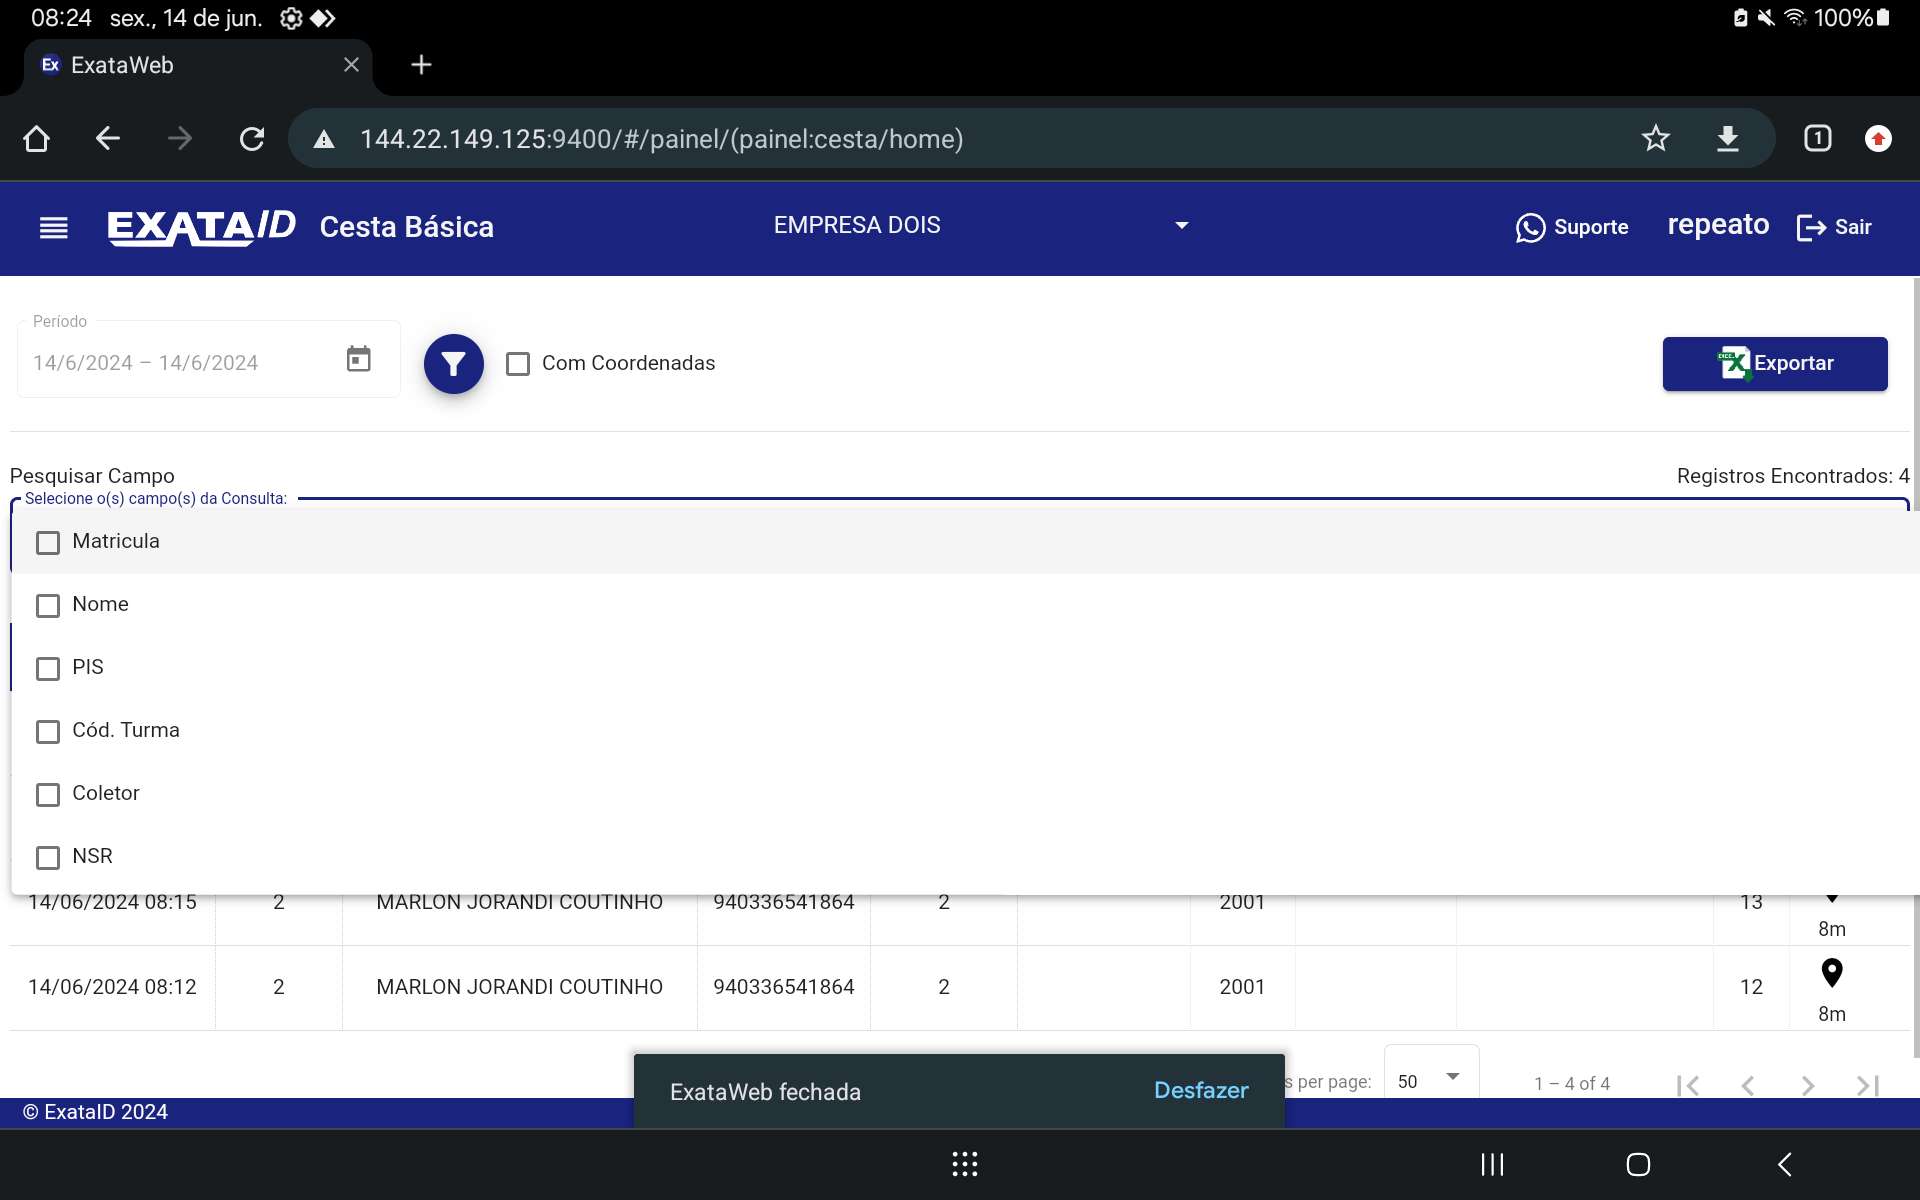 08:24 sex., 14 de jun. 100%
Ex ExataWeb
144.22.149.125:9400/#/painel/(painel:cesta/home) 1
EXATA ID Cesta Básica EMPRESA DOIS Suporte repeato Sair
Período
14/6/2024 – 14/6/2024 Com Coordenadas Exportar
Pesquisar Campo Registros Encontrados: 4
Selecione o(s) campo(s) da Consulta:
Matricula
Nome
PIS
Cód. Turma
Coletor
NSR
14/06/2024 08:15 2 MARLON JORANDI COUTINHO 940336541864 2 2001 13
8m
14/06/2024 08:12 2 MARLON JORANDI COUTINHO 940336541864 2 2001 12
8m
s per page: 50 1 – 4 of 4
ExataWeb fechada Desfazer
© ExataID 2024